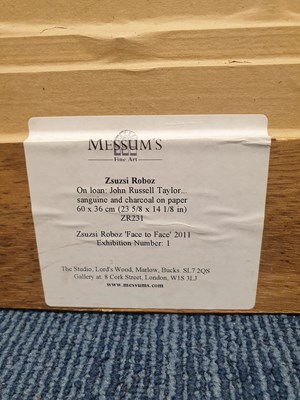 MESSUM'S
Fine Art
Zsuzsi Roboz
On loan: John Russell Taylor...
sanguine and charcoal on paper
60 x 36 cm (23 5/8 x 14 1/8 in)
ZR231
Zsuzsi Roboz 'Face to Face' 2011
Exhibition Number: 1
The Studio, Lord's Wood, Marlow, Bucks. SL7 2QS
Gallery at: 8 Cork Street, London, W1S 3LJ
www.messums.com